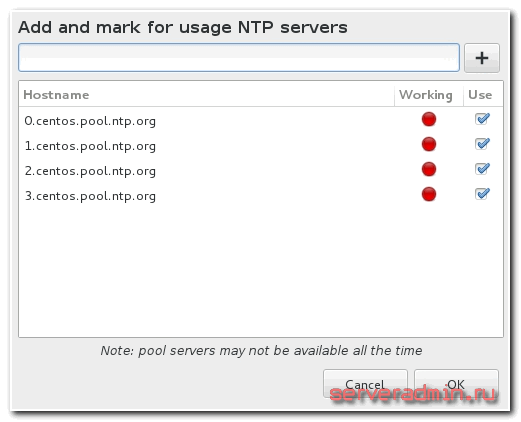 Add and mark for usage NTP servers
+
Hostname Working Use
0.centos.pool.ntp.org
1.centos.pool.ntp.org
2.centos.pool.ntp.org
3.centos.pool.ntp.org
Note: pool servers may not be available all the time
Cancel OK
serveradmin.ru